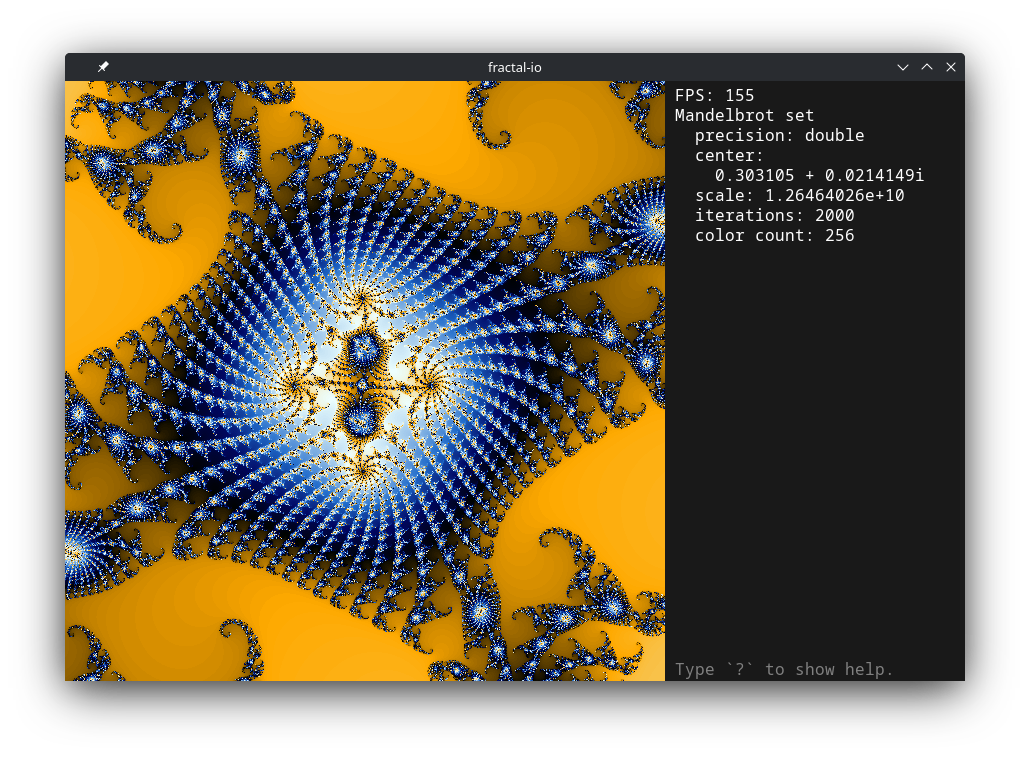 fractal-io
FPS: 155
Mandelbrot set
precision: double
center:
0.303105 + 0.0214149i
scale: 1.26464026e+10
iterations: 2000
color count: 256
Type `?` to show help.